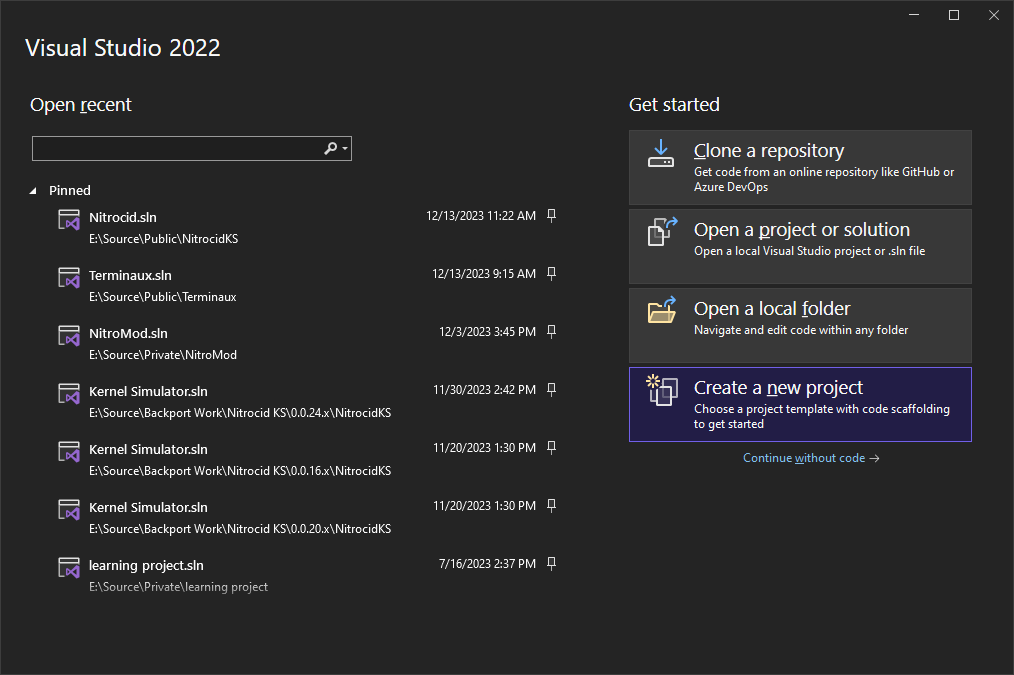 Visual Studio 2022
Open recent
Pinned
Nitrocid.sln 12/13/2023 11:22 AM
E:\Source\Public\NitrocidKS
Terminaux.sln 12/13/2023 9:15 AM
E:\Source\Public\Terminaux
NitroMod.sln 12/3/2023 3:45 PM
E:\Source\Private\NitroMod
Kernel Simulator.sln 11/30/2023 2:42 PM
E:\Source\Backport Work\Nitrocid KS\0.0.24.x\NitrocidKS
Kernel Simulator.sln 11/20/2023 1:30 PM
E:\Source\Backport Work\Nitrocid KS\0.0.16.x\NitrocidKS
Kernel Simulator.sln 11/20/2023 1:30 PM
E:\Source\Backport Work\Nitrocid KS\0.0.20.x\NitrocidKS
learning project.sln 7/16/2023 2:37 PM
E:\Source\Private\learning project
Get started
Clone a repository
Get code from an online repository like GitHub or
Azure DevOps
Open a project or solution
Open a local Visual Studio project or .sln file
Open a local folder
Navigate and edit code within any folder
Create a new project
Choose a project template with code scaffolding
to get started
Continue without code →